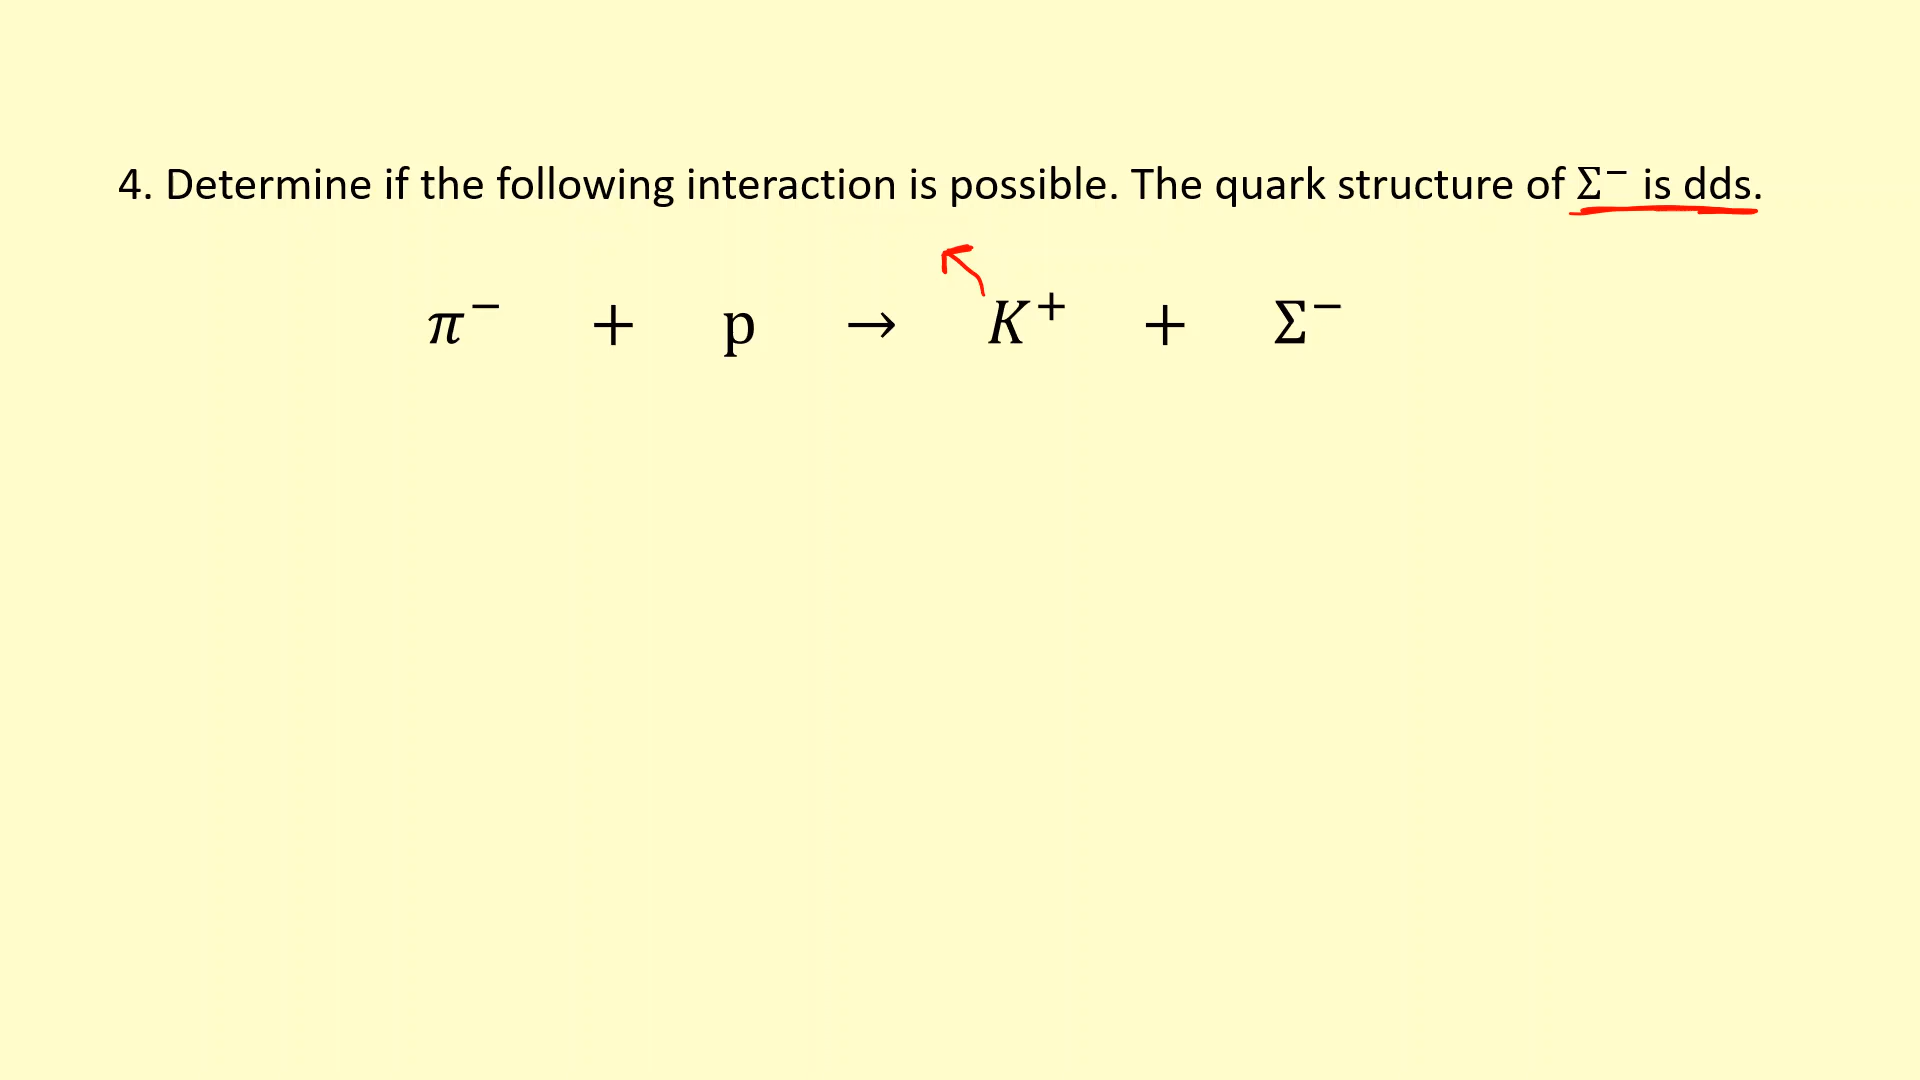 4. Determine if the following interaction is possible. The quark structure of Σ⁻ is dds.
π⁻ + p → K⁺ + Σ⁻